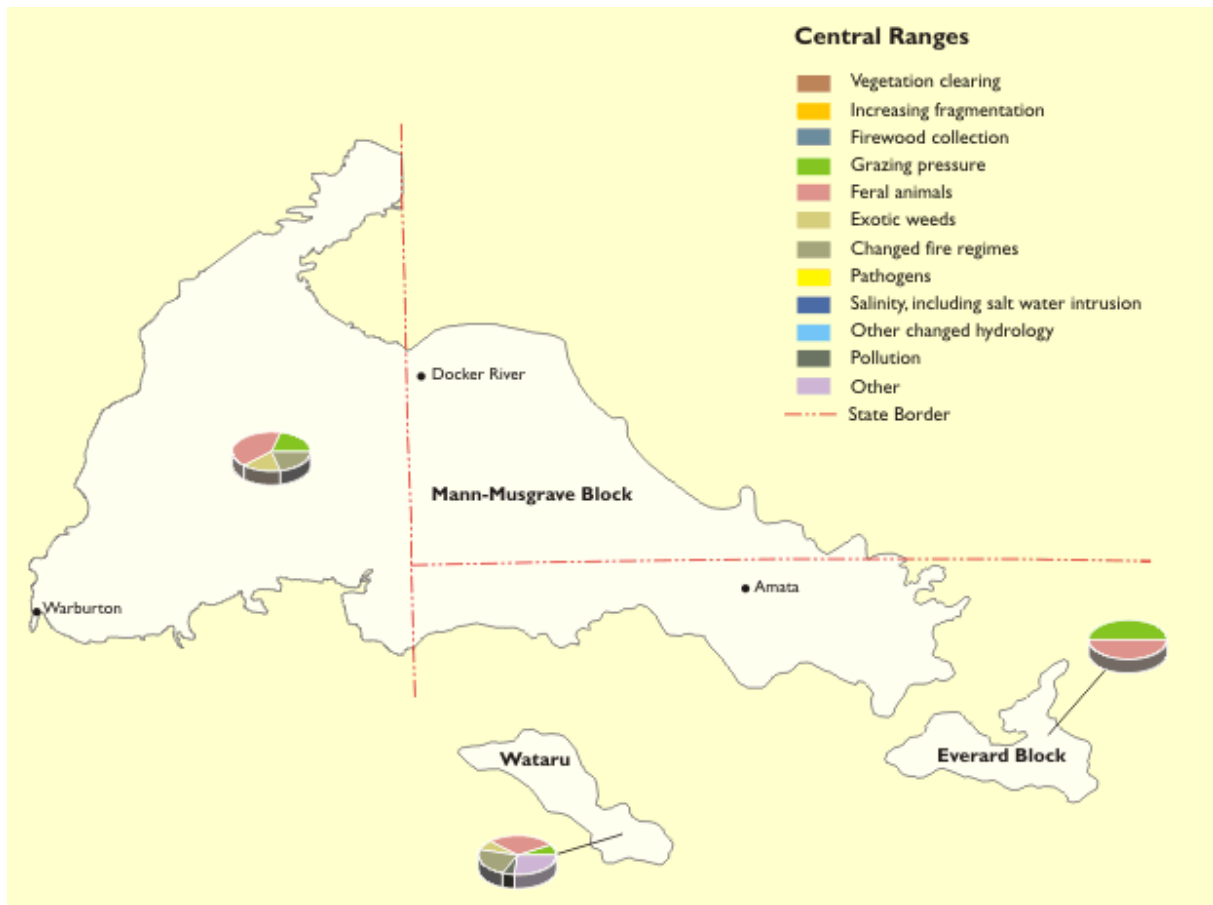 Central Ranges
Vegetation clearing
Increasing fragmentation
Firewood collection
Grazing pressure
Feral animals
Exotic weeds
Changed fire regimes
Pathogens
Salinity, including salt water intrusion
Other changed hydrology
Pollution
Other
State Border
Docker River
Mann-Musgrave Block
Amata
Warburton
Wataru
Everard Block